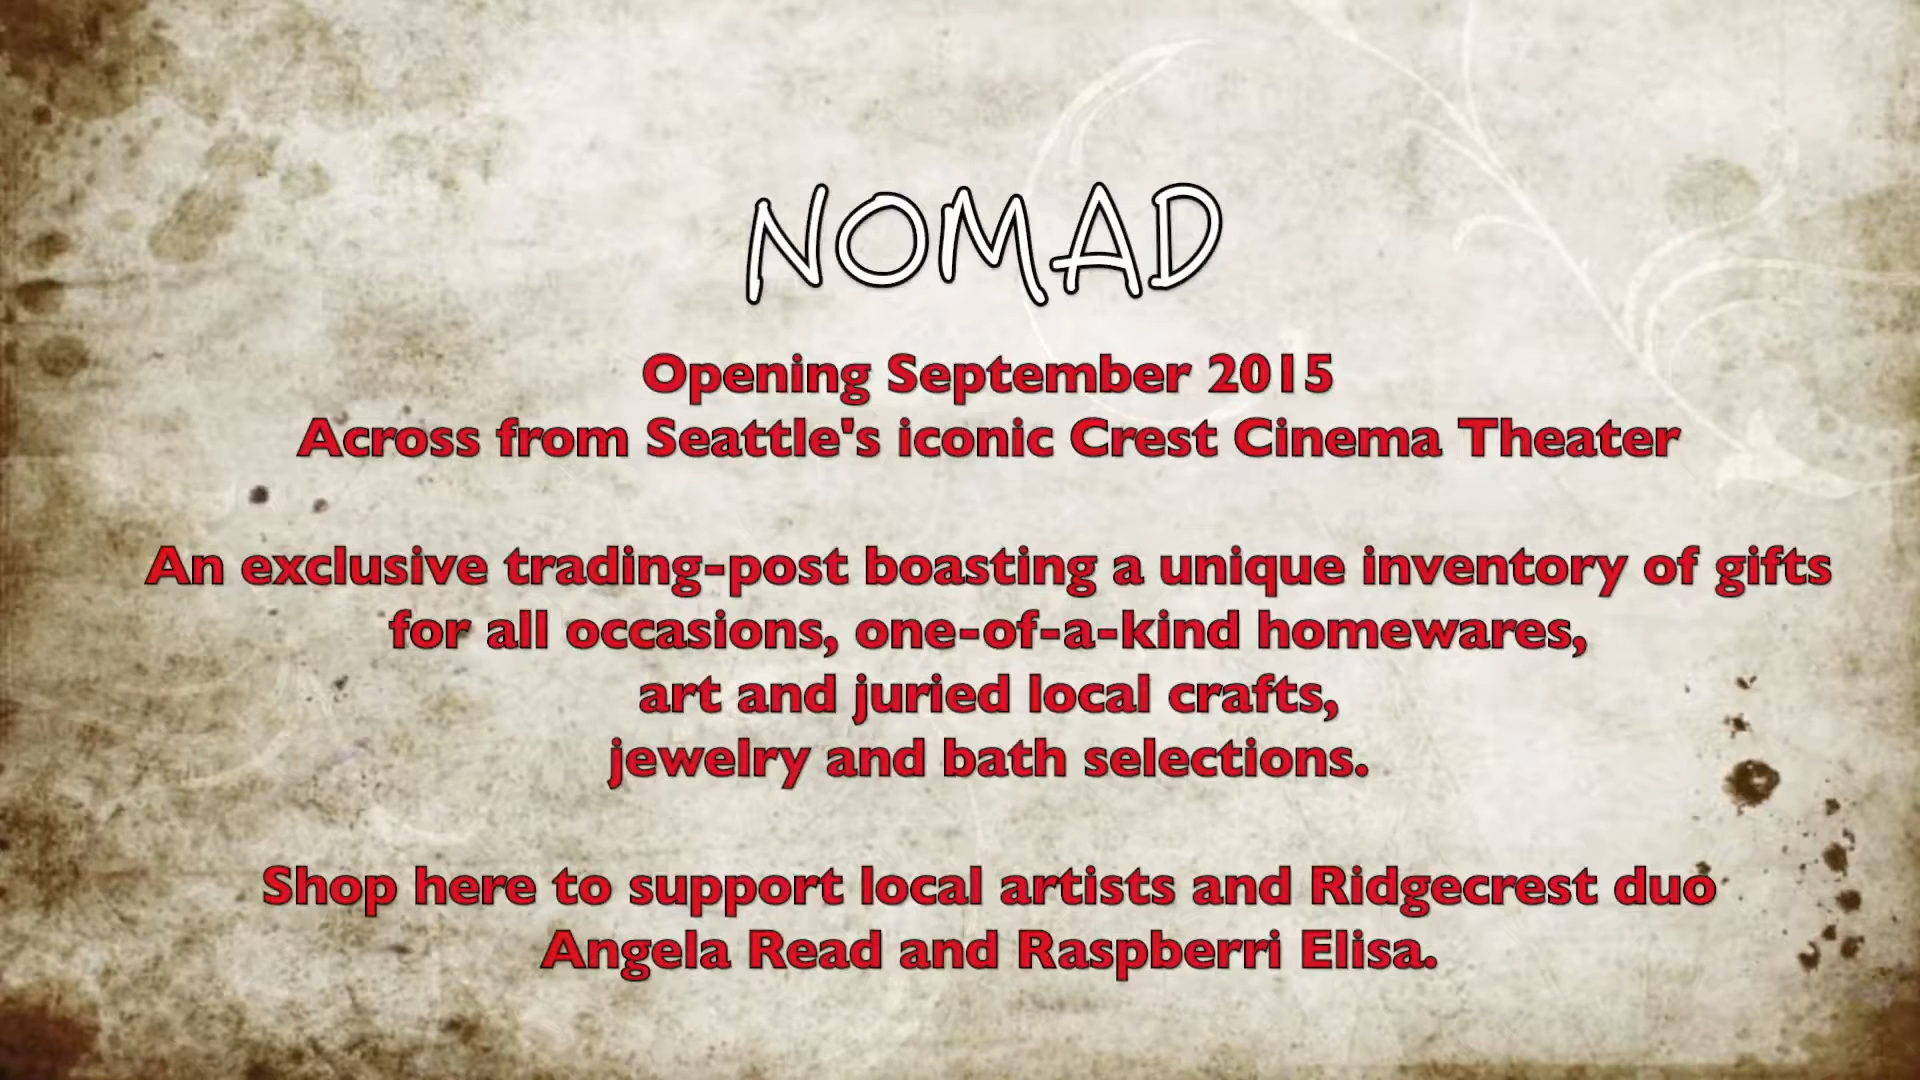 NOMAD
Opening September 2015
Across from Seattle's iconic Crest Cinema Theater
An exclusive trading-post boasting a unique inventory of gifts
for all occasions, one-of-a-kind homewares,
art and juried local crafts,
jewelry and bath selections.
Shop here to support local artists and Ridgecrest duo
Angela Read and Raspberri Elisa.